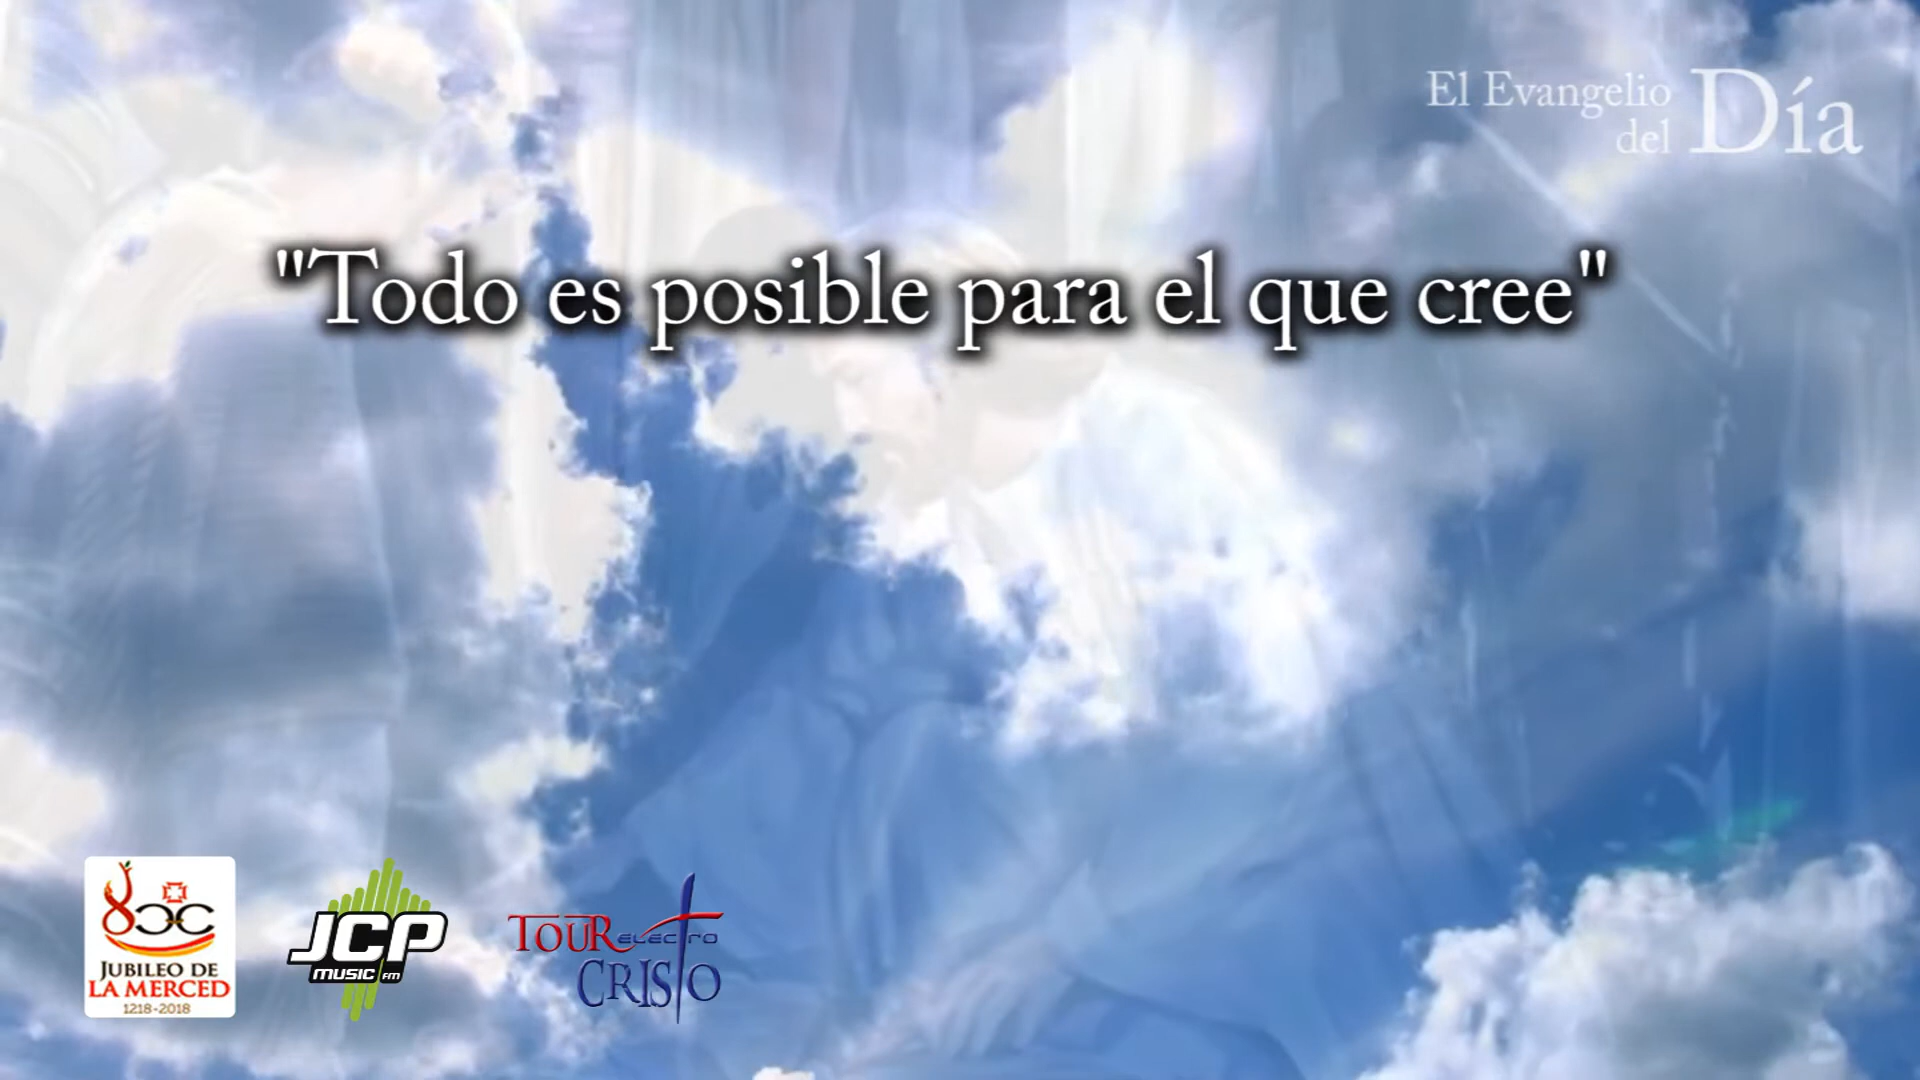 El Evangelio
del Día
"Todo es posible para el que cree"
JUBILEO DE
LA MERCED
1218-2018
JCP
MUSIC FM
TOUR ELECTRO
CRISTO